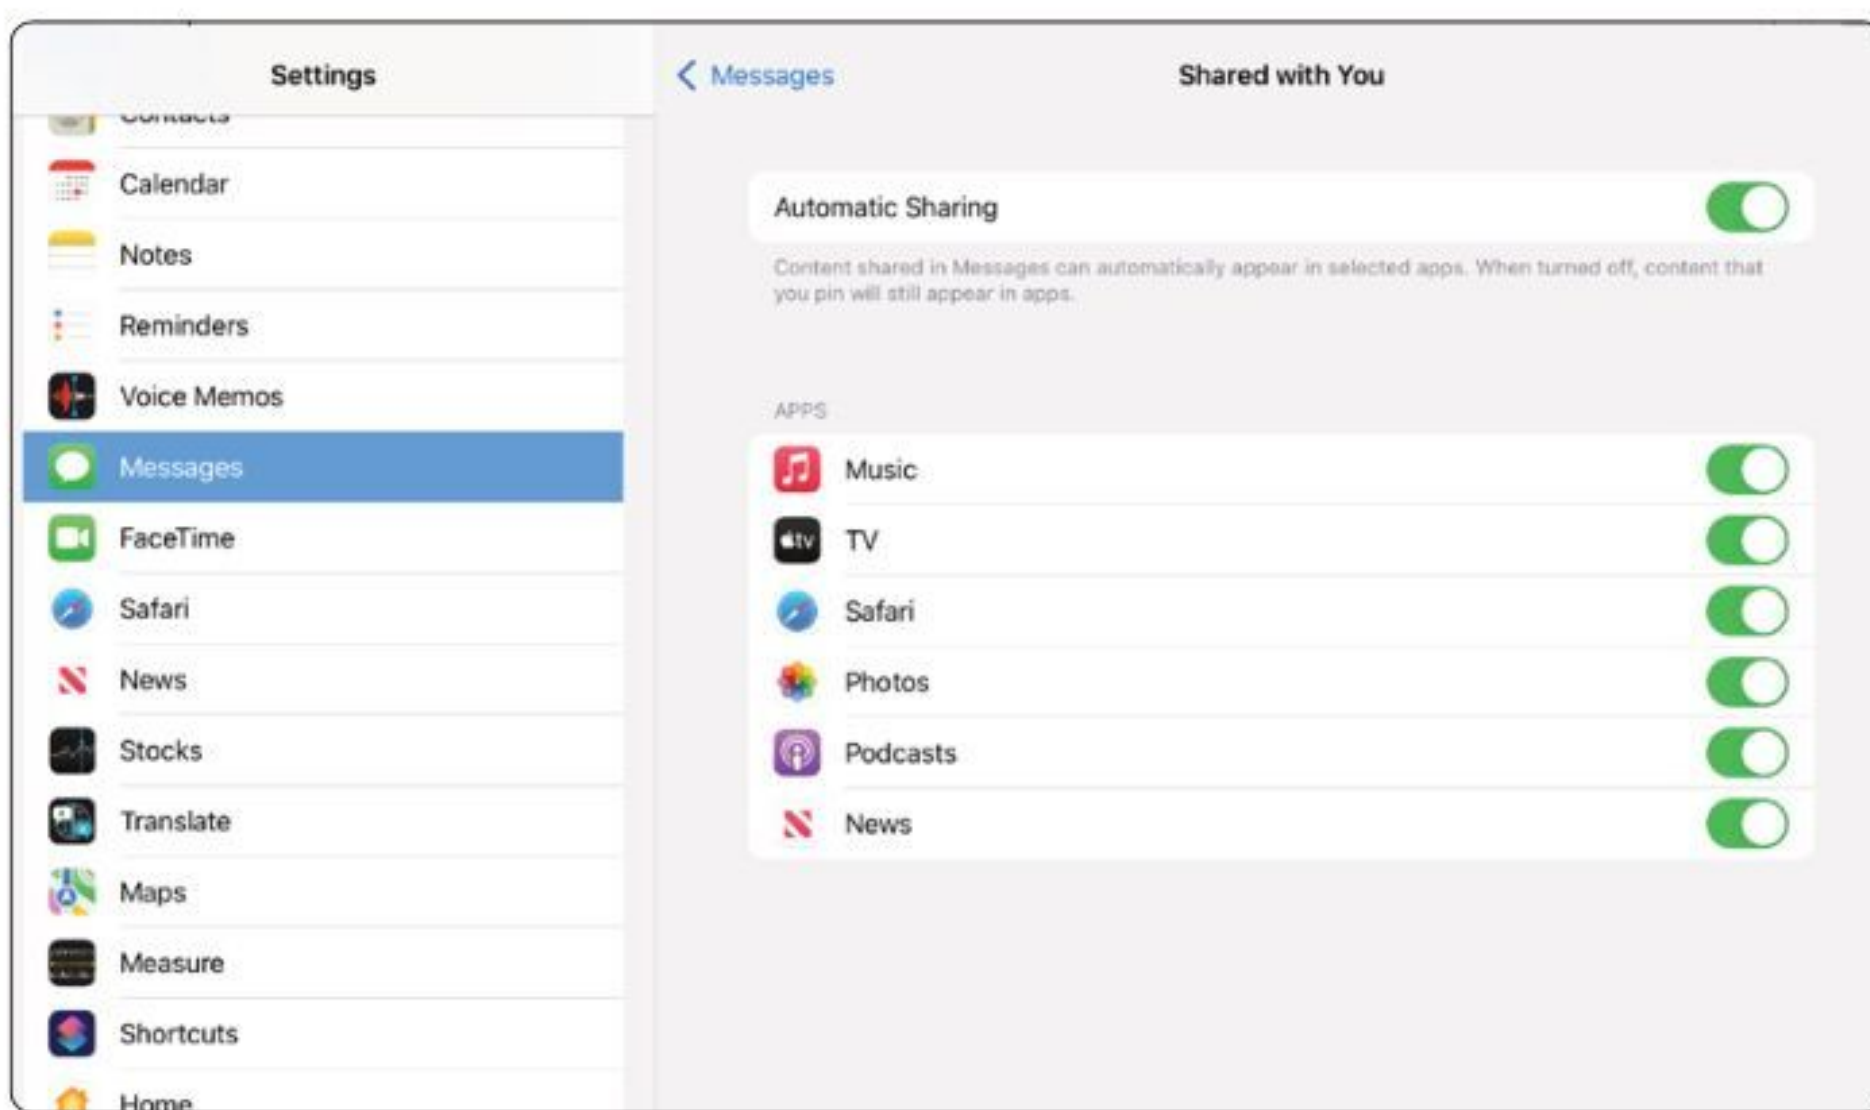 Settings
Contacts
Calendar
Notes
Reminders
Voice Memos
Messages
FaceTime
Safari
News
Stocks
Translate
Maps
Measure
Shortcuts
Home
Messages
Shared with You
Automatic Sharing
Content shared in Messages can automatically appear in selected apps. When turned off, content that
you pin will still appear in apps.
APPS
Music
tv
TV
Safari
Photos
Podcasts
News